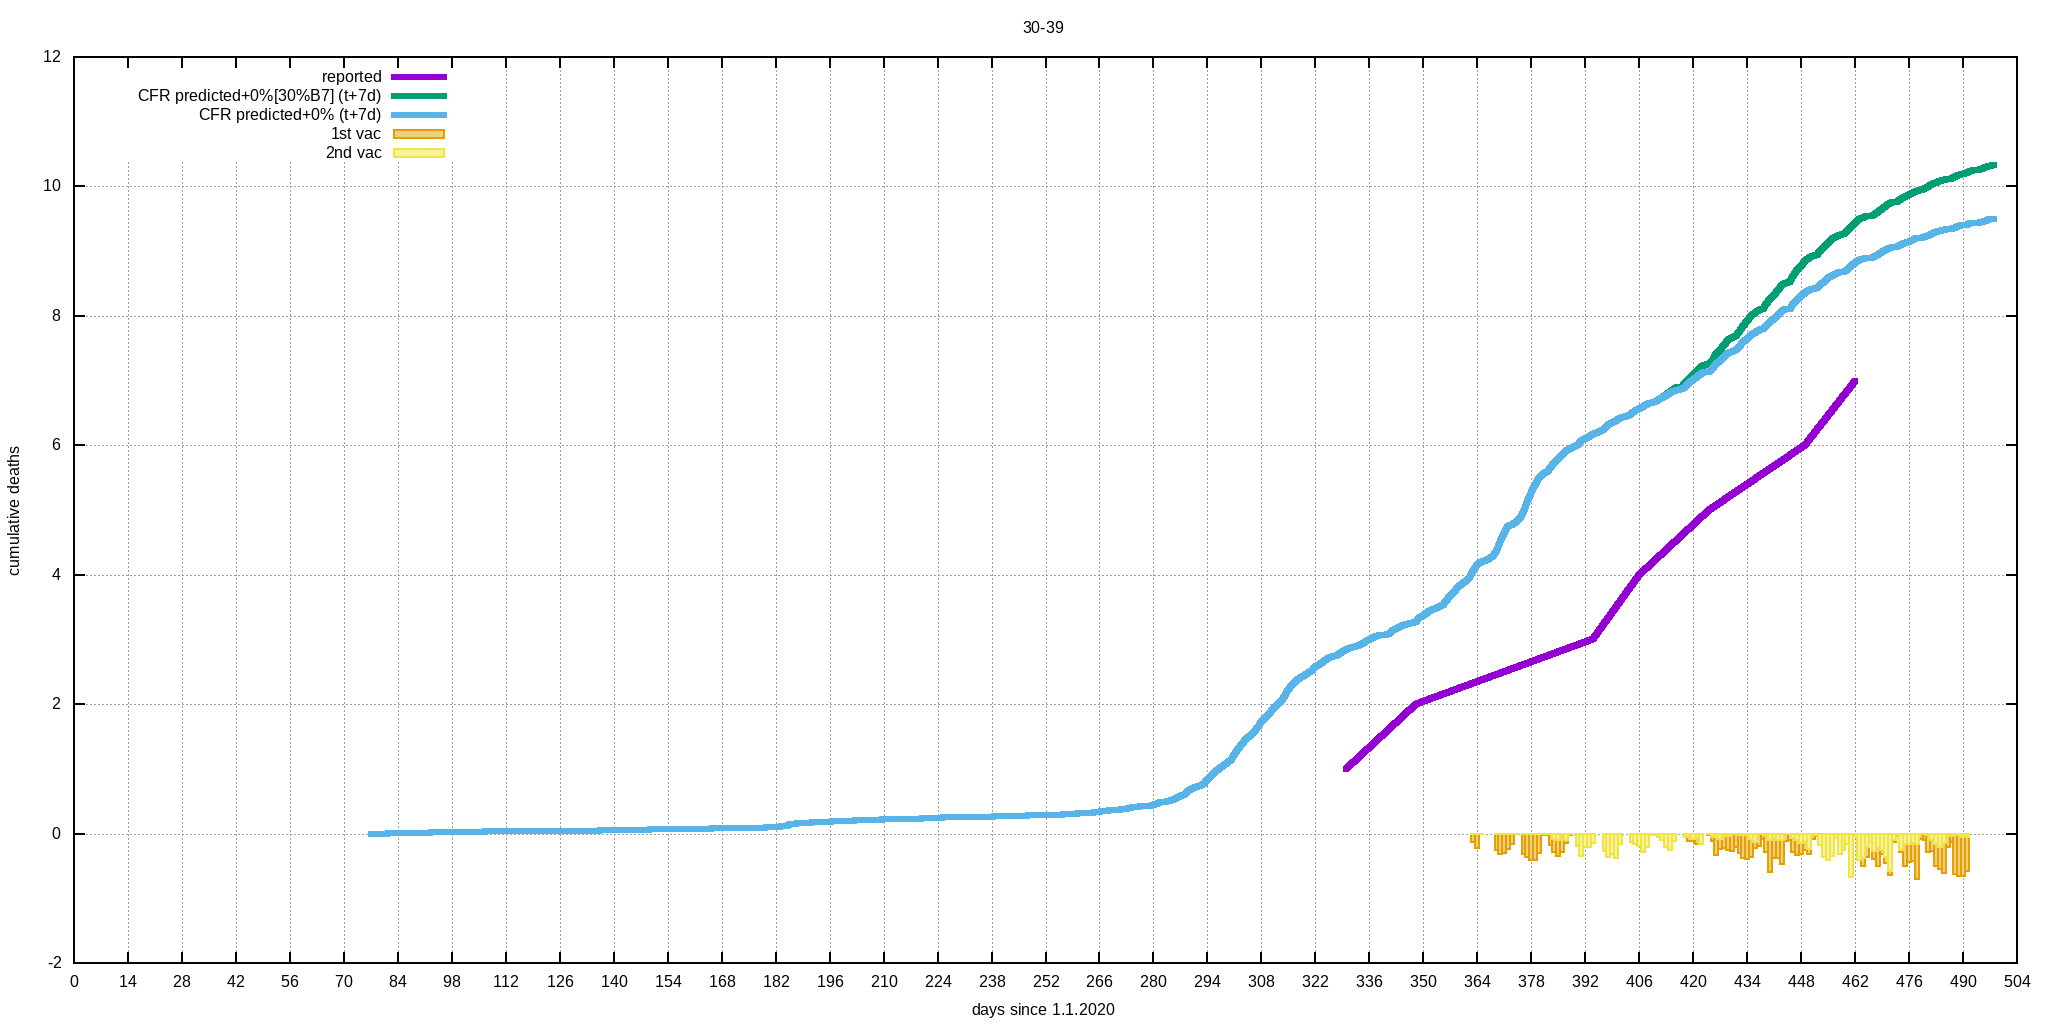 30-39
12
10
8
6
4
2
0
-2
cumulative deaths
reported
CFR predicted+0%[30%B7] (t+7d)
CFR predicted+0% (t+7d)
1st vac
2nd vac
0 14 28 42 56 70 84 98 112 126 140 154 168 182 196 210 224 238 252 266 280 294 308 322 336 350 364 378 392 406 420 434 448 462 476 490 504
days since 1.1.2020